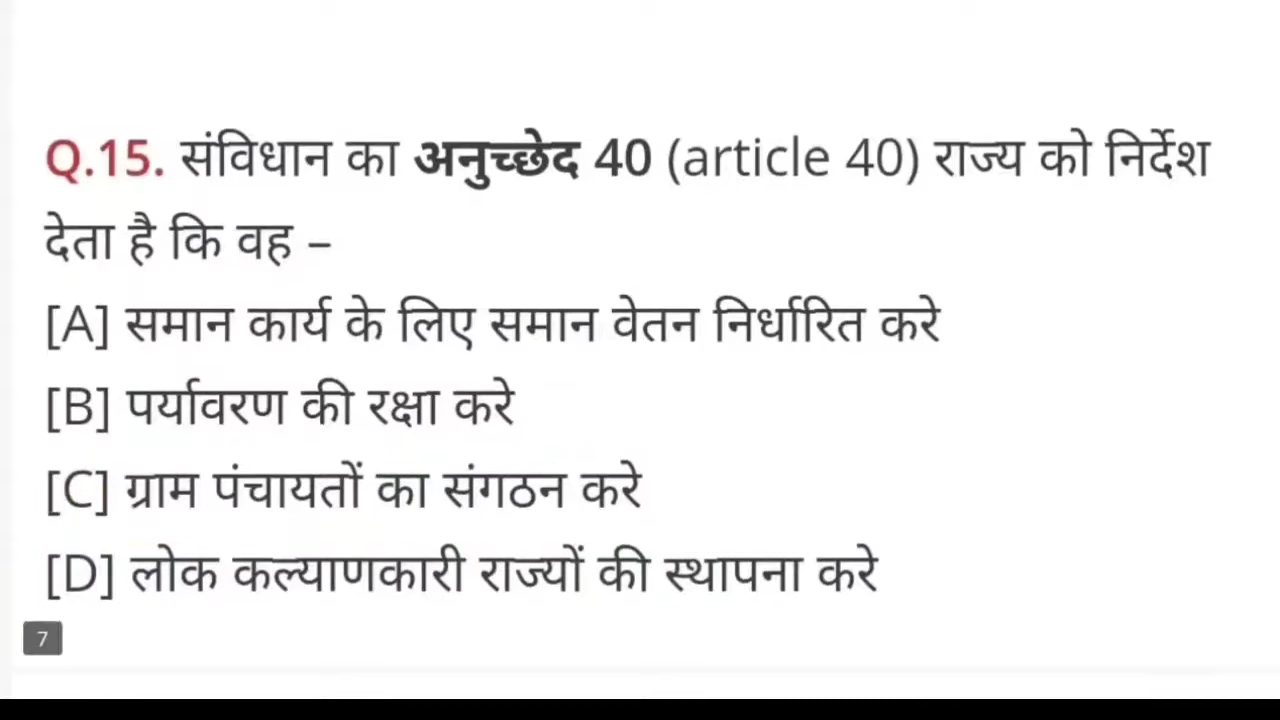 Q.15. संविधान का अनुच्छेद 40 (article 40) राज्य को निर्देश
देता है कि वह –
[A] समान कार्य के लिए समान वेतन निर्धारित करे
[B] पर्यावरण की रक्षा करे
[C] ग्राम पंचायतों का संगठन करे
[D] लोक कल्याणकारी राज्यों की स्थापना करे
7